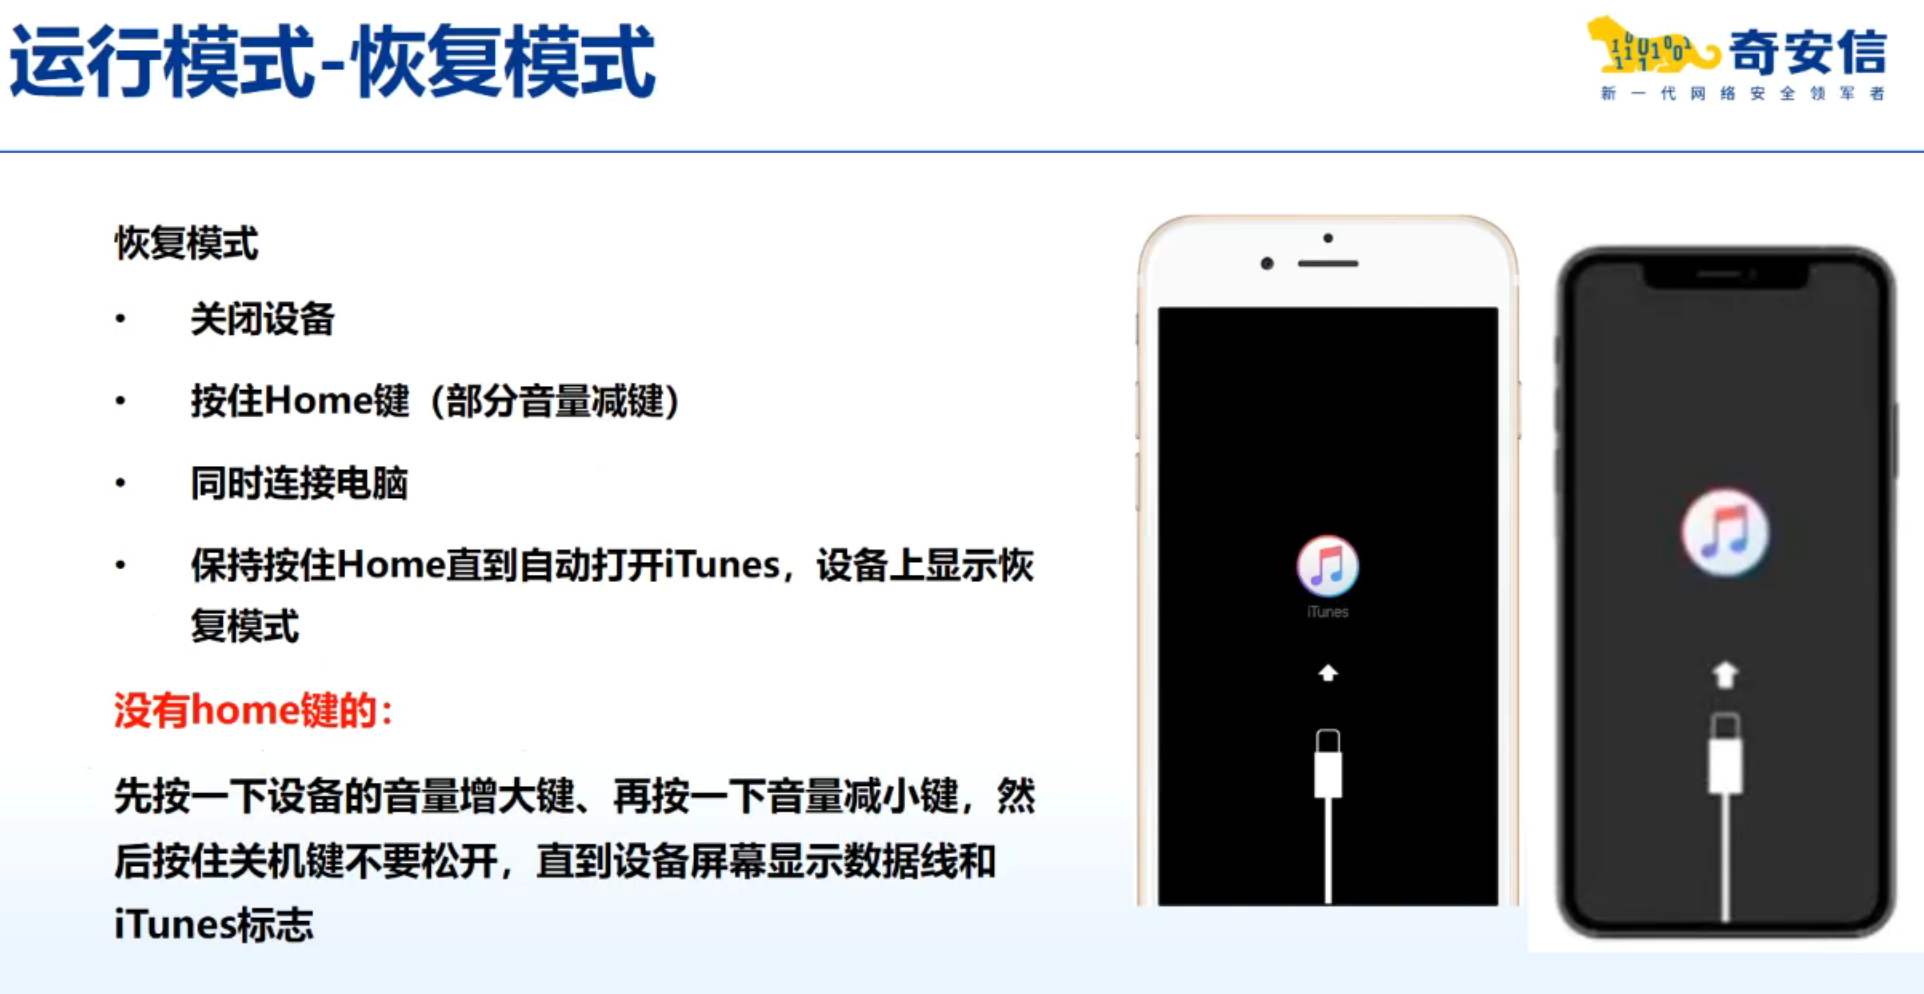 运行模式-恢复模式
奇安信
新一代网络安全领军者
恢复模式
• 关闭设备
• 按住Home键（部分音量减键）
• 同时连接电脑
• 保持按住Home直到自动打开iTunes，设备上显示恢
复模式
没有home键的：
先按一下设备的音量增大键、再按一下音量减小键，然
后按住关机键不要松开，直到设备屏幕显示数据线和
iTunes标志
iTunes